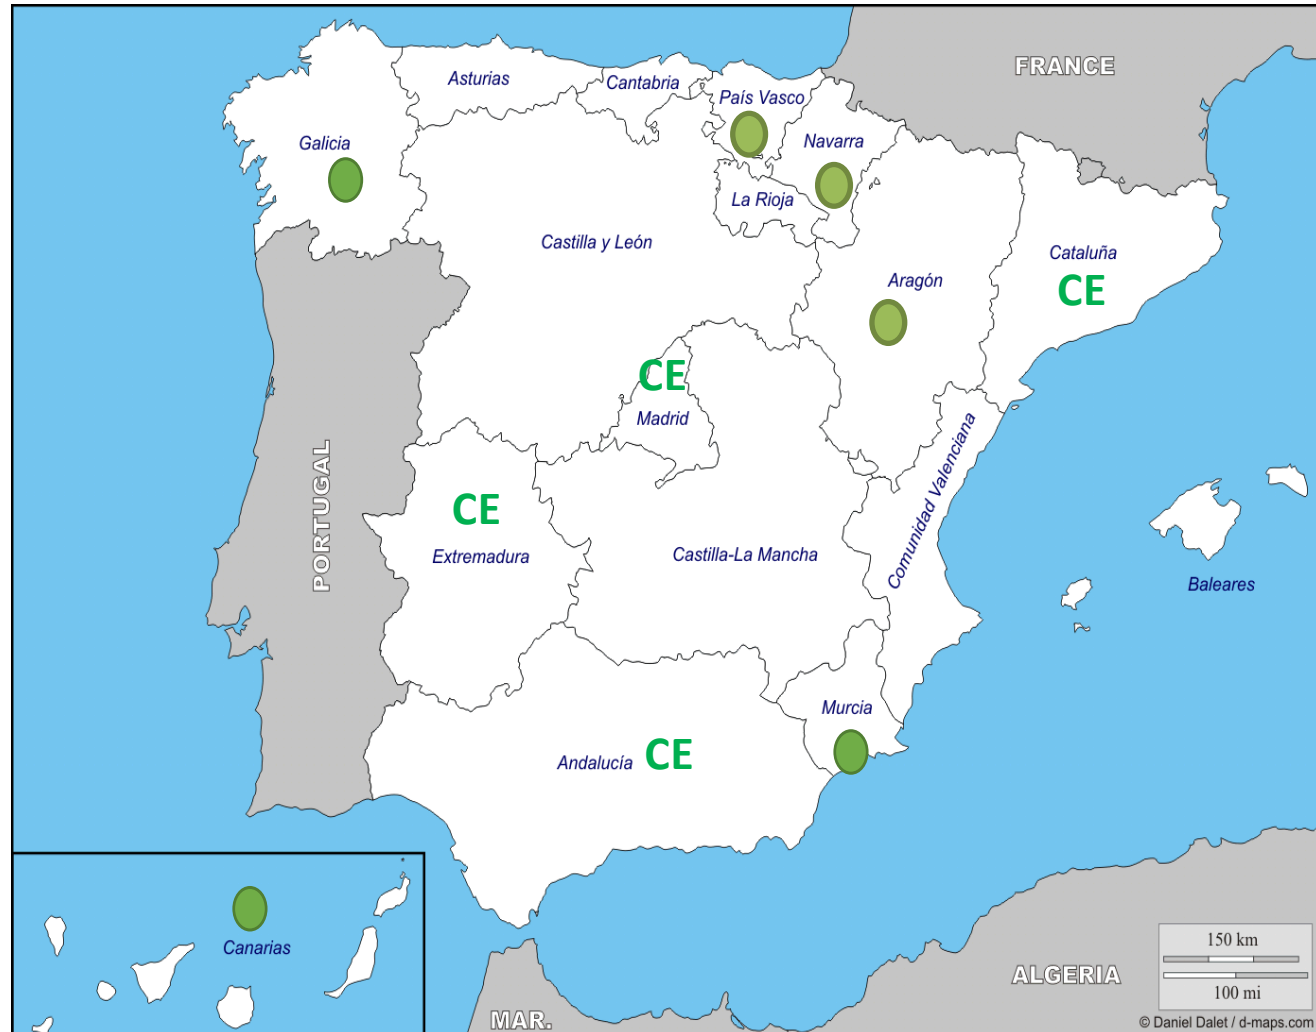 FRANCE
Asturias
Cantabria
País Vasco
Navarra
Galicia
La Rioja
Castilla y León
Cataluña
CE
Aragón
CE
Madrid
PORTUGAL
CE
Extremadura
Castilla-La Mancha
Comunidad Valenciana
Baleares
Murcia
Andalucía CE
Canarias
ALGERIA
MAR.
150 km
100 mi
© Daniel Dalet / d-maps.com